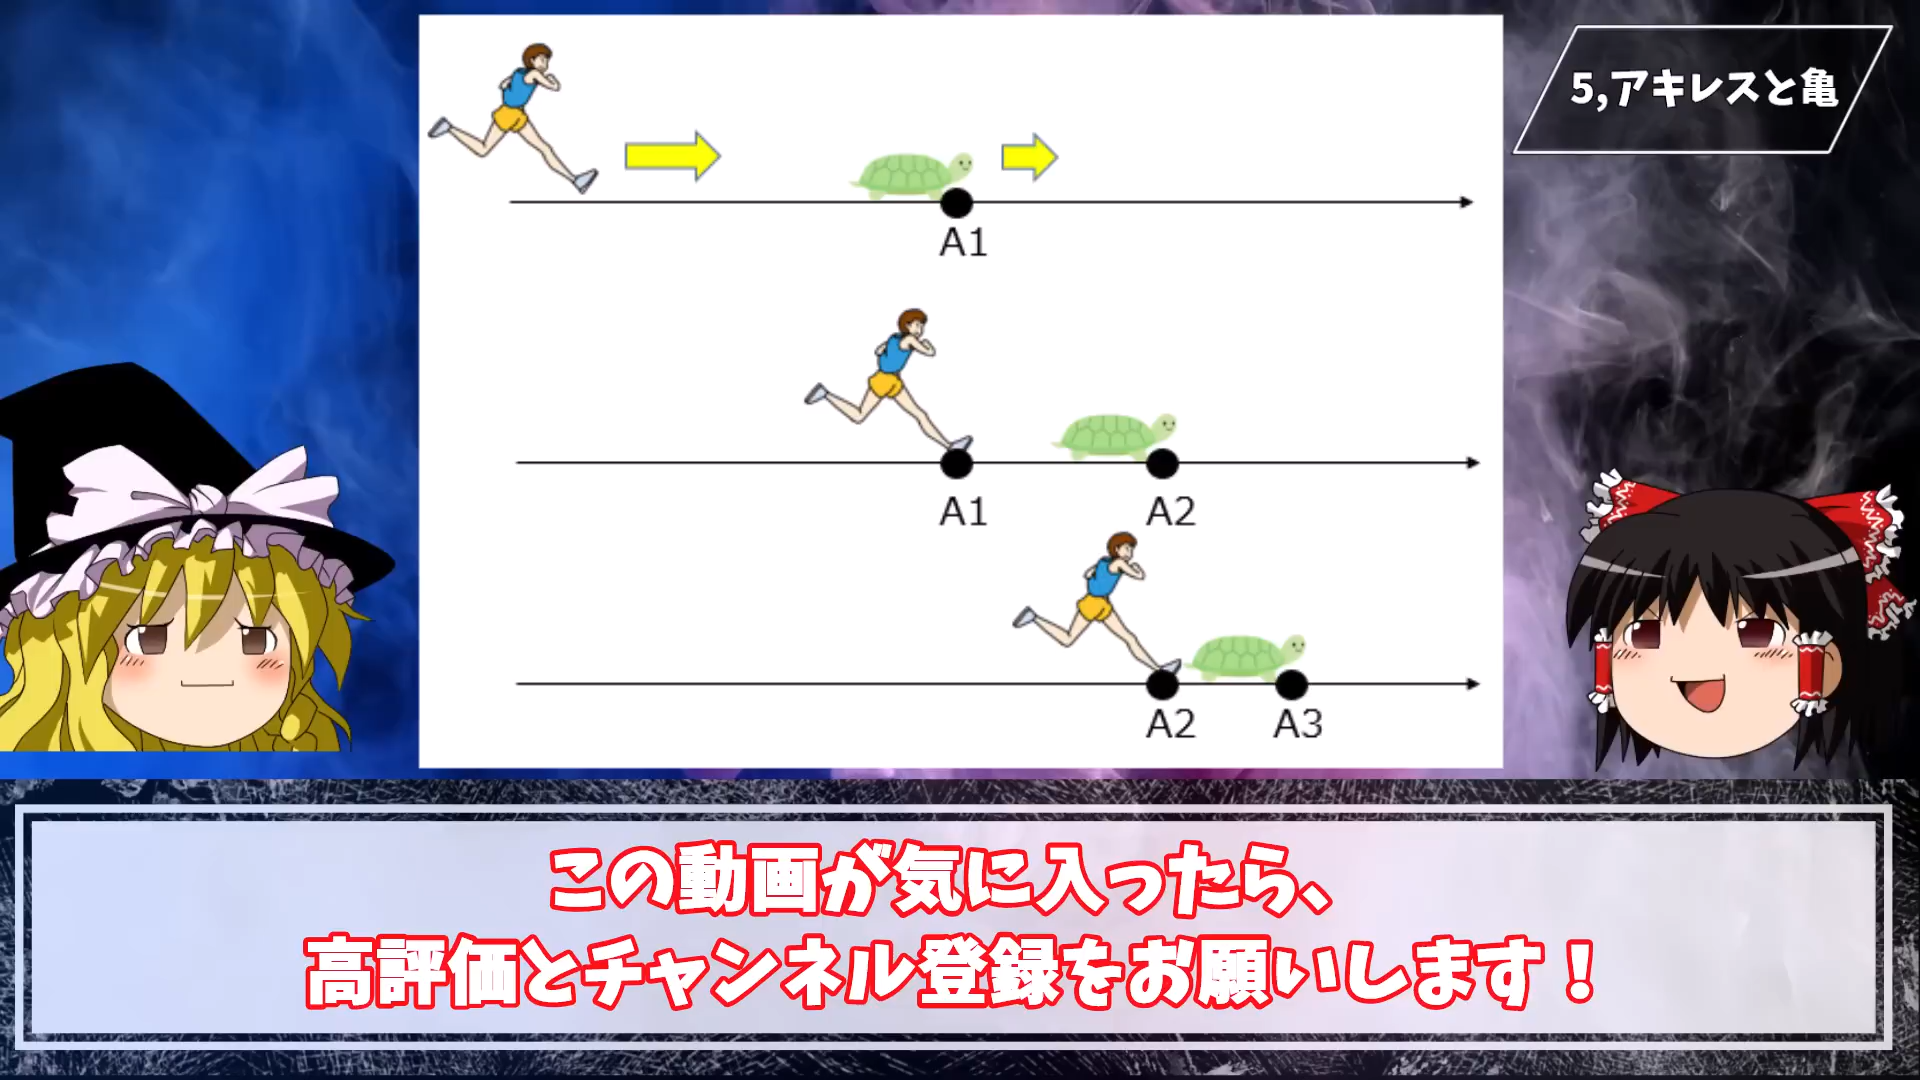 5,アキレスと亀
A1
A1 A2
A2 A3
この動画が気に入ったら、
高評価とチャンネル登録をお願いします！